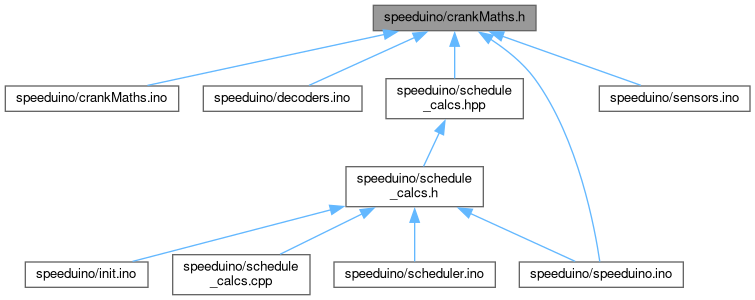 speeduino/crankMaths.h
speeduino/crankMaths.ino
speeduino/decoders.ino
speeduino/schedule
_calcs.hpp
speeduino/sensors.ino
speeduino/schedule
_calcs.h
speeduino/init.ino
speeduino/schedule
_calcs.cpp
speeduino/scheduler.ino
speeduino/speeduino.ino